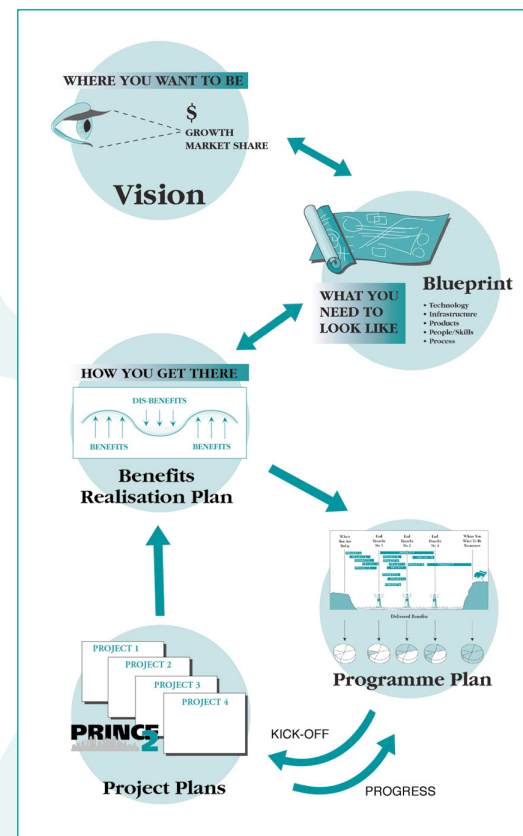 WHERE YOU WANT TO BE
$
GROWTH
MARKET SHARE
Vision
Blueprint
• Technology
• Infrastructure
• Products
• People/Skills
• Process
WHAT YOU
NEED TO
LOOK LIKE
HOW YOU GET THERE
DIS-BENEFITS
BENEFITS
BENEFITS
Benefits
Realisation Plan
Delivered Benefits
Programme Plan
PROJECT 1
PROJECT 2
PROJECT 3
PROJECT 4
PRINCE2
Project Plans
KICK-OFF
PROGRESS